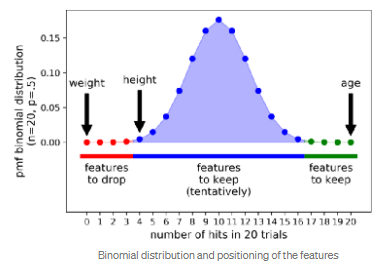 pmf binomial distribution
(n=20, p=.5)
0.15
0.10
0.05
0.00
weight
height
age
features
to drop
features
to keep
(tentatively)
features
to keep
0 1 2 3 4 5 6 7 8 9 10 11 12 13 14 15 16 17 18 19 20
number of hits in 20 trials
Binomial distribution and positioning of the features